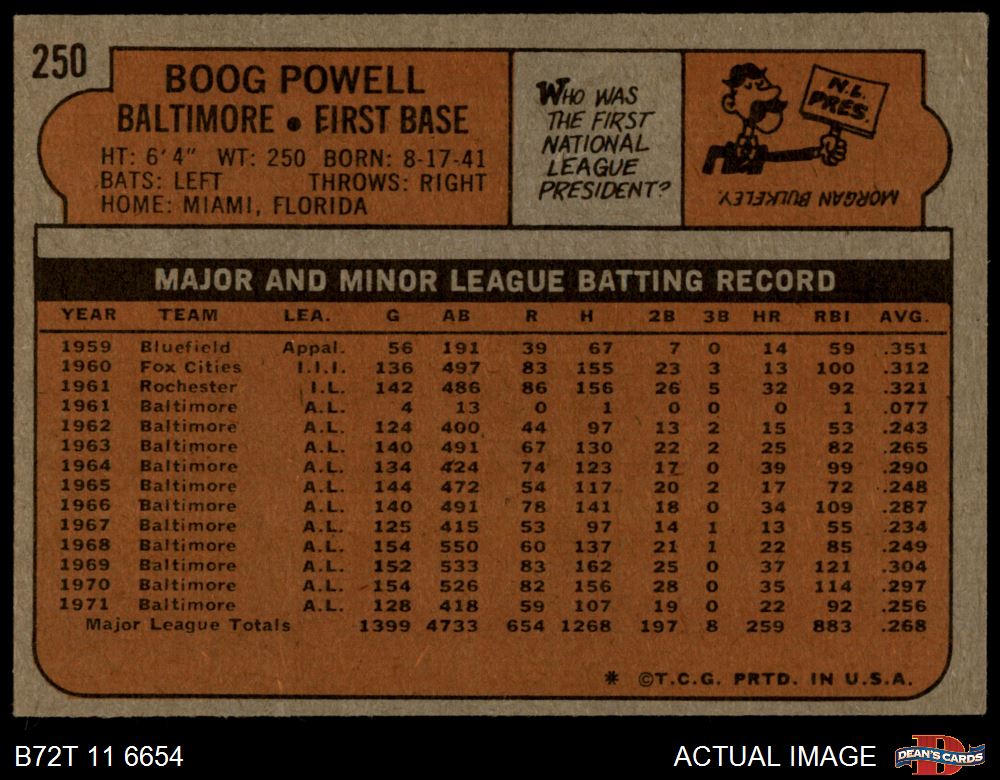 250
BOOG POWELL
BALTIMORE • FIRST BASE
HT: 6'4" WT: 250 BORN: 8-17-41
BATS: LEFT THROWS: RIGHT
HOME: MIAMI, FLORIDA
WHO WAS
THE FIRST
NATIONAL
LEAGUE
PRESIDENT?
N.L.
PRES.
MORGAN BULKELEY.
MAJOR AND MINOR LEAGUE BATTING RECORD
YEAR TEAM LEA. G AB R H 2B 3B HR RBI AVG.
1959 Bluefield Appal. 56 191 39 67 7 0 14 59 .351
1960 Fox Cities I.I.I. 136 497 83 155 23 3 13 100 .312
1961 Rochester I.L. 142 486 86 156 26 5 32 92 .321
1961 Baltimore A.L. 4 13 0 1 0 0 0 1 .077
1962 Baltimore A.L. 124 400 44 97 13 2 15 53 .243
1963 Baltimore A.L. 140 491 67 130 22 2 25 82 .265
1964 Baltimore A.L. 134 424 74 123 17 0 39 99 .290
1965 Baltimore A.L. 144 472 54 117 20 2 17 72 .248
1966 Baltimore A.L. 140 491 78 141 18 0 34 109 .287
1967 Baltimore A.L. 125 415 53 97 14 1 13 55 .234
1968 Baltimore A.L. 154 550 60 137 21 1 22 85 .249
1969 Baltimore A.L. 152 533 83 162 25 0 37 121 .304
1970 Baltimore A.L. 154 526 82 156 28 0 35 114 .297
1971 Baltimore A.L. 128 418 59 107 19 0 22 92 .256
Major League Totals 1399 4733 654 1268 197 8 259 883 .268
* ©T.C.G. PRTD. IN U.S.A.
B72T 11 6654
ACTUAL IMAGE
D
DEAN'S CARDS